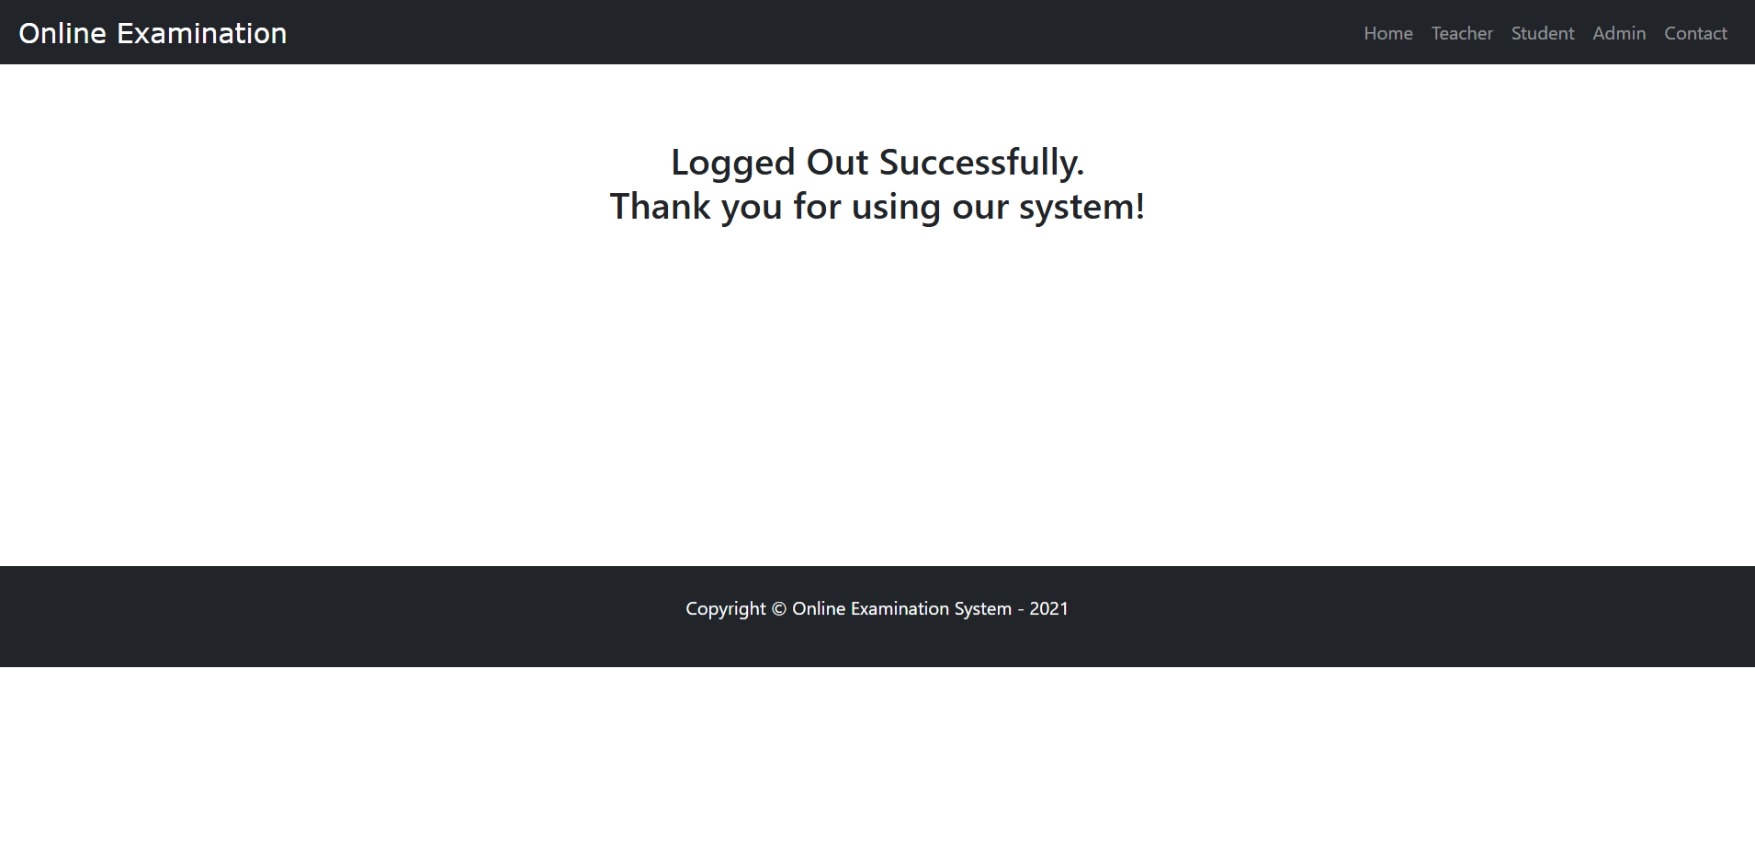 Online Examination
Home Teacher Student Admin Contact
Logged Out Successfully.
Thank you for using our system!
Copyright © Online Examination System - 2021